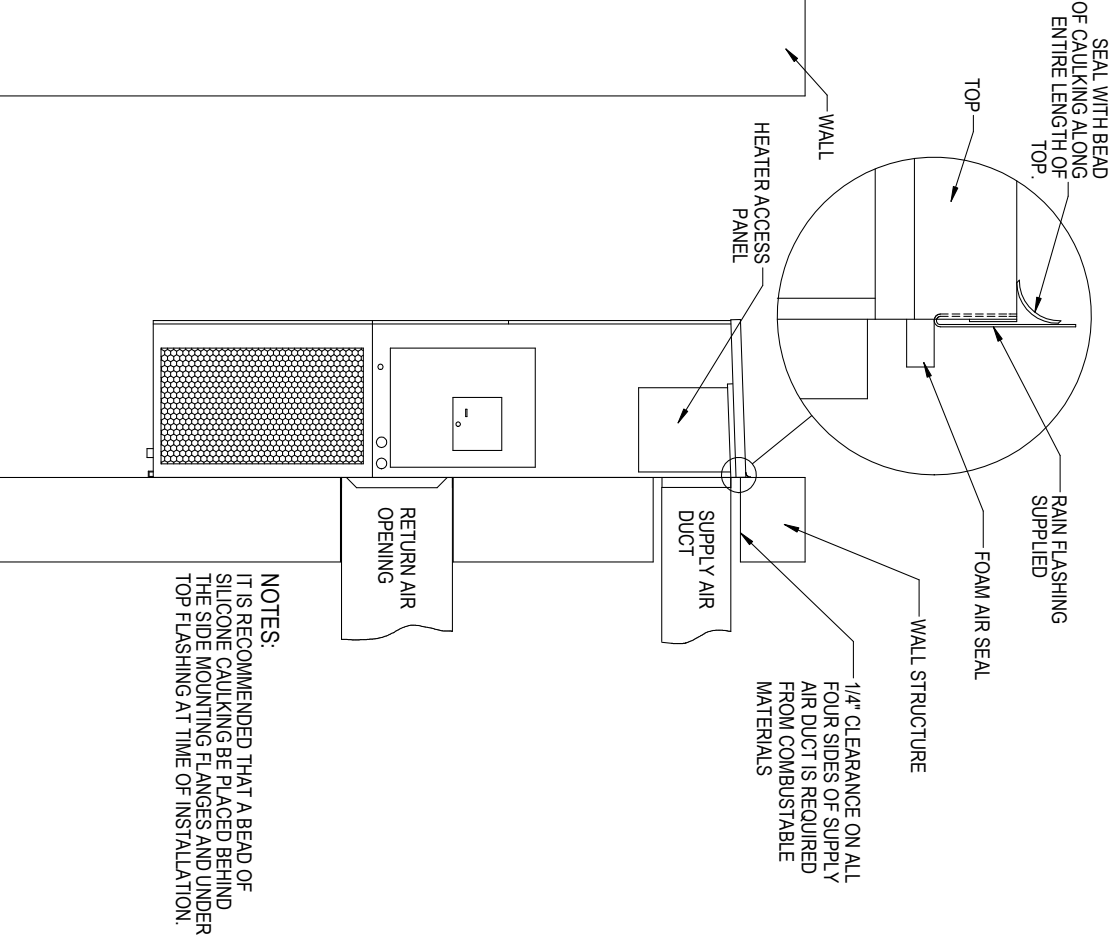 SEAL WITH BEAD
OF CAULKING ALONG
ENTIRE LENGTH OF
TOP.
TOP
WALL
HEATER ACCESS
PANEL
RAIN FLASHING
SUPPLIED
FOAM AIR SEAL
WALL STRUCTURE
1/4" CLEARANCE ON ALL
FOUR SIDES OF SUPPLY
AIR DUCT IS REQUIRED
FROM COMBUSTABLE
MATERIALS
SUPPLY AIR
DUCT
RETURN AIR
OPENING
NOTES:
IT IS RECOMMENDED THAT A BEAD OF
SILICONE CAULKING BE PLACED BEHIND
THE SIDE MOUNTING FLANGES AND UNDER
TOP FLASHING AT TIME OF INSTALLATION.